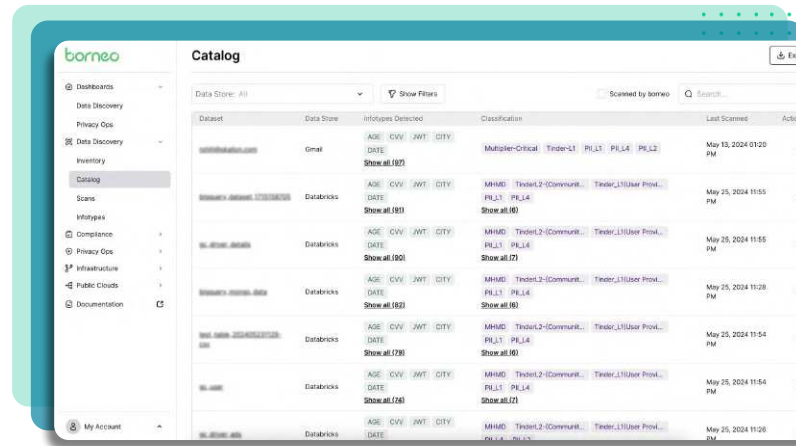 borneo
Dashboards
Data Discovery
Privacy Ops
Data Discovery
Inventory
Catalog
Scans
Infotypes
Compliance
Privacy Ops
Infrastructure
Public Clouds
Documentation
My Account
Catalog
Data Store: All
Show Filters
Scanned by borneo
Search...
Dataset Data Store Infotypes Detected Classification Last Scanned
Gmail
AGE CVV JWT CITY
DATE
Show all (97)
Multiplier-Critical Tinder-L1 PII_L1 PII_L4 PII_L2
May 13, 2024 01:20
PM
Databricks
AGE CVV JWT CITY
DATE
Show all (91)
MHMD TinderL2-(Communit... Tinder_L1(User Provi...
PII_L1 PII_L4
Show all (6)
May 25, 2024 11:55
PM
Databricks
AGE CVV JWT CITY
DATE
Show all (90)
MHMD TinderL2-(Communit... Tinder_L1(User Provi...
PII_L1 PII_L4
Show all (7)
May 25, 2024 11:55
PM
Databricks
AGE CVV JWT CITY
DATE
Show all (82)
MHMD TinderL2-(Communit... Tinder_L1(User Provi...
PII_L1 PII_L4
Show all (6)
May 25, 2024 11:28
PM
Databricks
AGE CVV JWT CITY
DATE
Show all (79)
MHMD TinderL2-(Communit... Tinder_L1(User Provi...
PII_L1 PII_L4
Show all (6)
May 25, 2024 11:54
PM
Databricks
AGE CVV JWT CITY
DATE
Show all (74)
MHMD TinderL2-(Communit... Tinder_L1(User Provi...
PII_L1 PII_L4
Show all (7)
May 25, 2024 11:54
PM
Databricks
AGE CVV JWT CITY
DATE
MHMD TinderL2-(Communit... Tinder_L1(User Provi...
May 25, 2024 11:26
PM